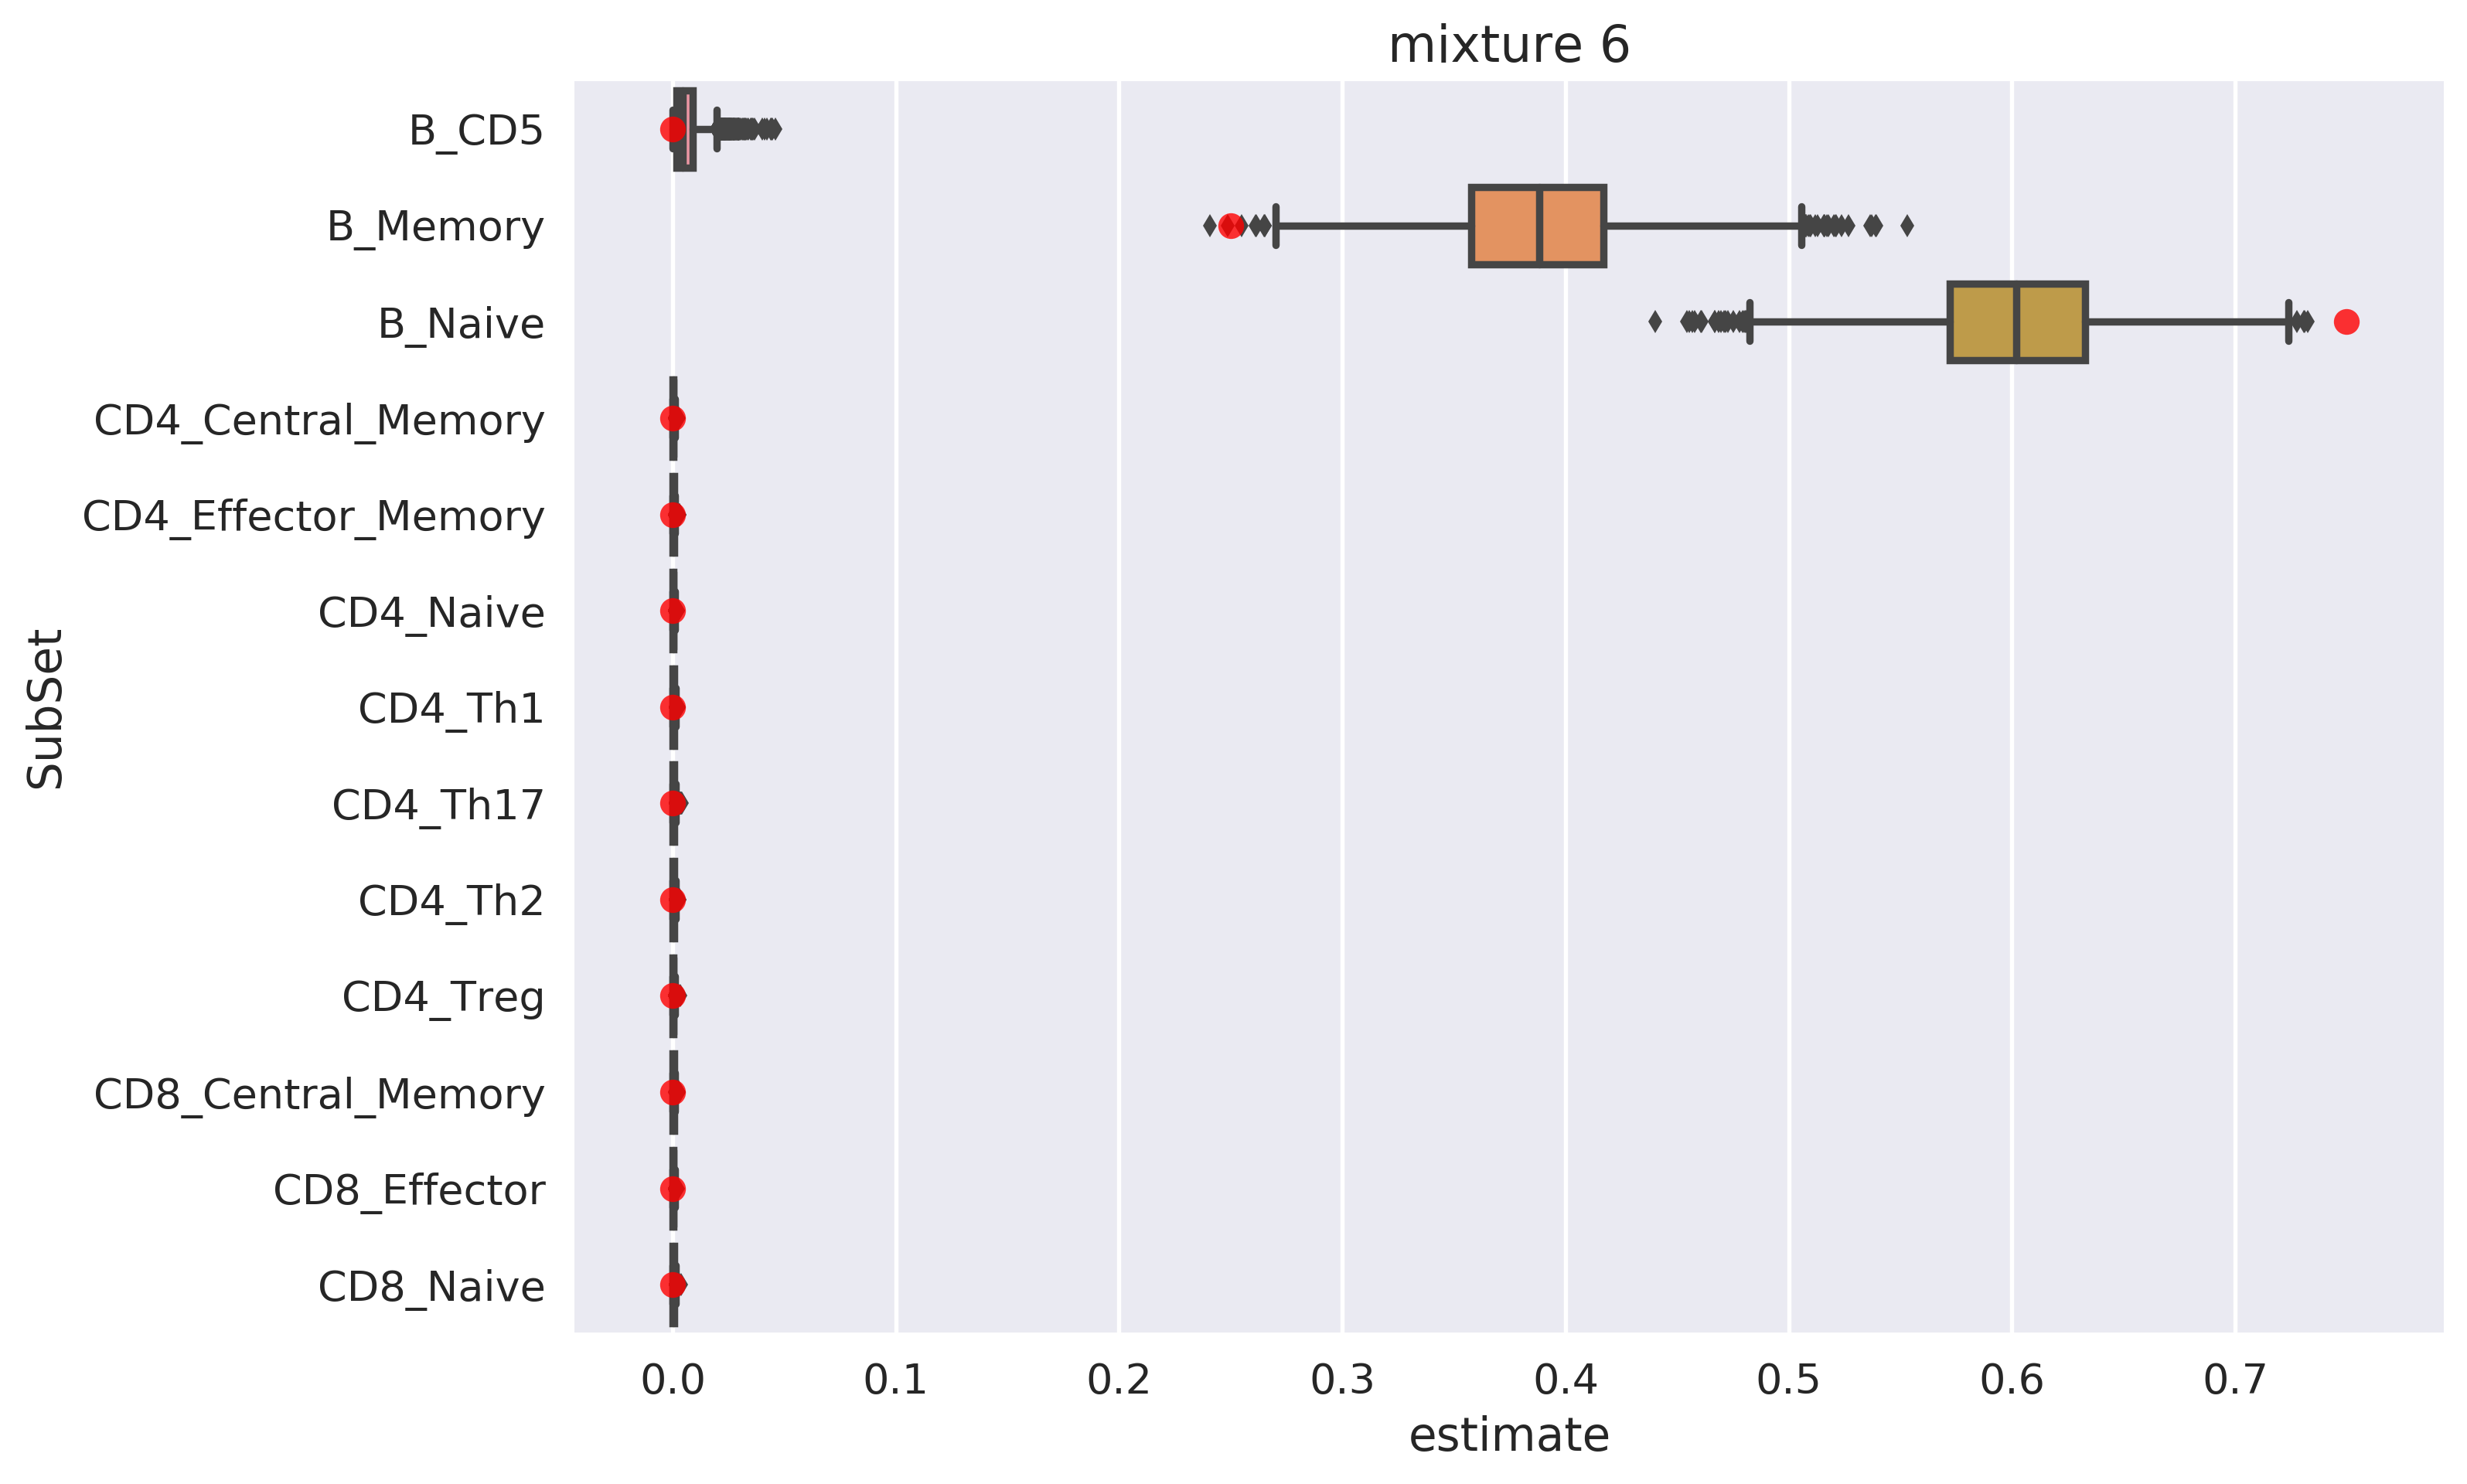 mixture 6
B_CD5
B_Memory
B_Naive
CD4_Central_Memory
CD4_Effector_Memory
CD4_Naive
CD4_Th1
CD4_Th17
CD4_Th2
CD4_Treg
CD8_Central_Memory
CD8_Effector
CD8_Naive
SubSet
0.0 0.1 0.2 0.3 0.4 0.5 0.6 0.7
estimate